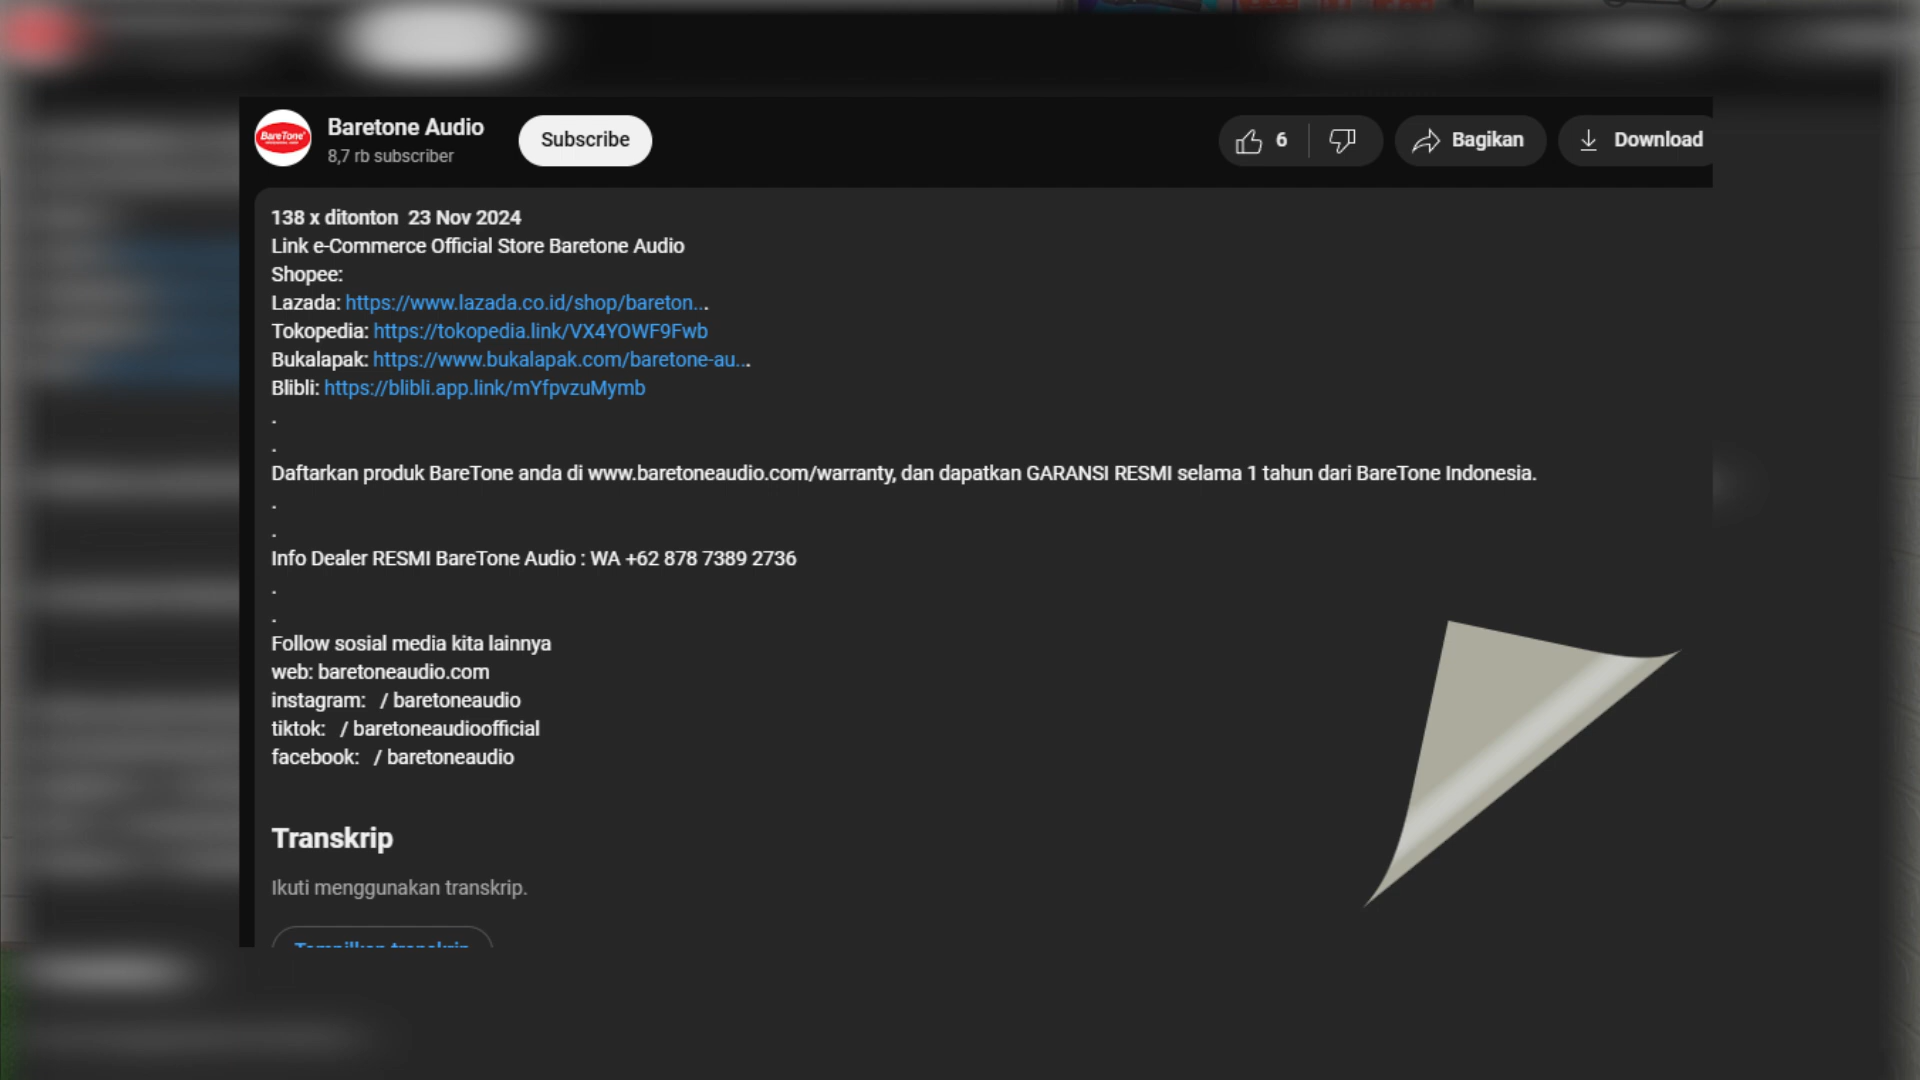 BareTone
Baretone Audio
8,7 rb subscriber
Subscribe
6
Bagikan
Download
138 x ditonton  23 Nov 2024
Link e-Commerce Official Store Baretone Audio
Shopee:
Lazada: https://www.lazada.co.id/shop/bareton...
Tokopedia: https://tokopedia.link/VX4YOWF9Fwb
Bukalapak: https://www.bukalapak.com/baretone-au...
Blibli: https://blibli.app.link/mYfpvzuMymb
.
.
Daftarkan produk BareTone anda di www.baretoneaudio.com/warranty, dan dapatkan GARANSI RESMI selama 1 tahun dari BareTone Indonesia.
.
.
Info Dealer RESMI BareTone Audio : WA +62 878 7389 2736
.
.
Follow sosial media kita lainnya
web: baretoneaudio.com
instagram:   / baretoneaudio
tiktok:   / baretoneaudioofficial
facebook:   / baretoneaudio
Transkrip
Ikuti menggunakan transkrip.
Tampilkan transkrip